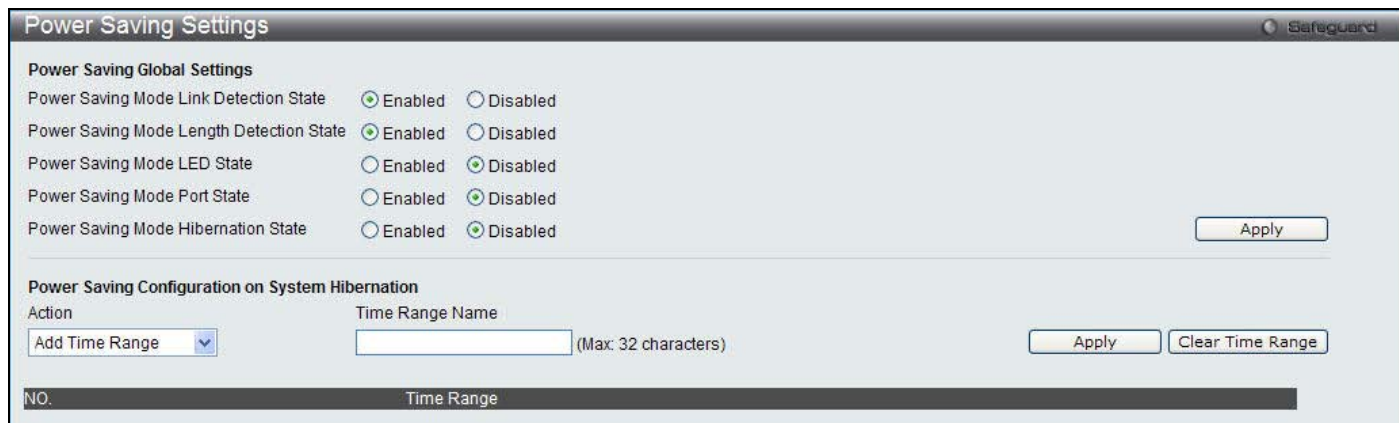 Power Saving Settings
Safeguard
Power Saving Global Settings
Power Saving Mode Link Detection State Enabled Disabled
Power Saving Mode Length Detection State Enabled Disabled
Power Saving Mode LED State Enabled Disabled
Power Saving Mode Port State Enabled Disabled
Power Saving Mode Hibernation State Enabled Disabled
Apply
Power Saving Configuration on System Hibernation
Action Time Range Name
Add Time Range (Max: 32 characters) Apply Clear Time Range
NO. Time Range